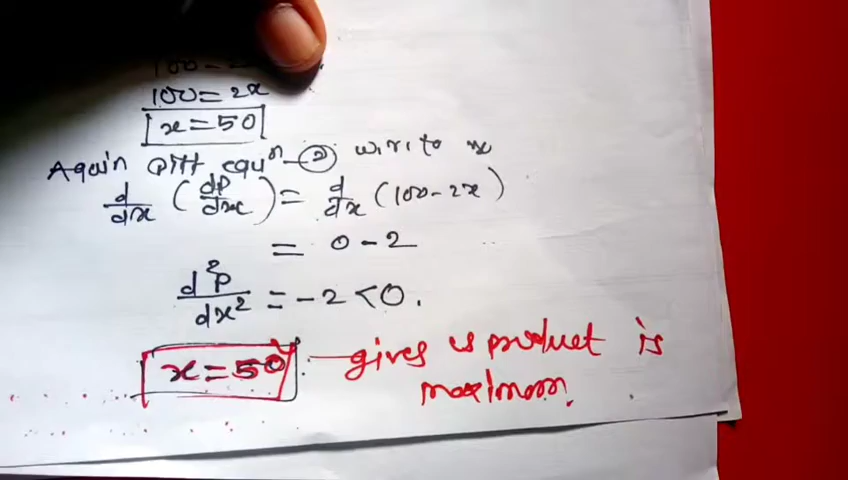 100 = 2x
x = 50
Again Diff equⁿ - ② w.r.to x
d/dx (dp/dx) = d/dx (100 - 2x)
= 0 - 2
d²p/dx² = -2 < 0.
x = 50 gives us product is
maximum.